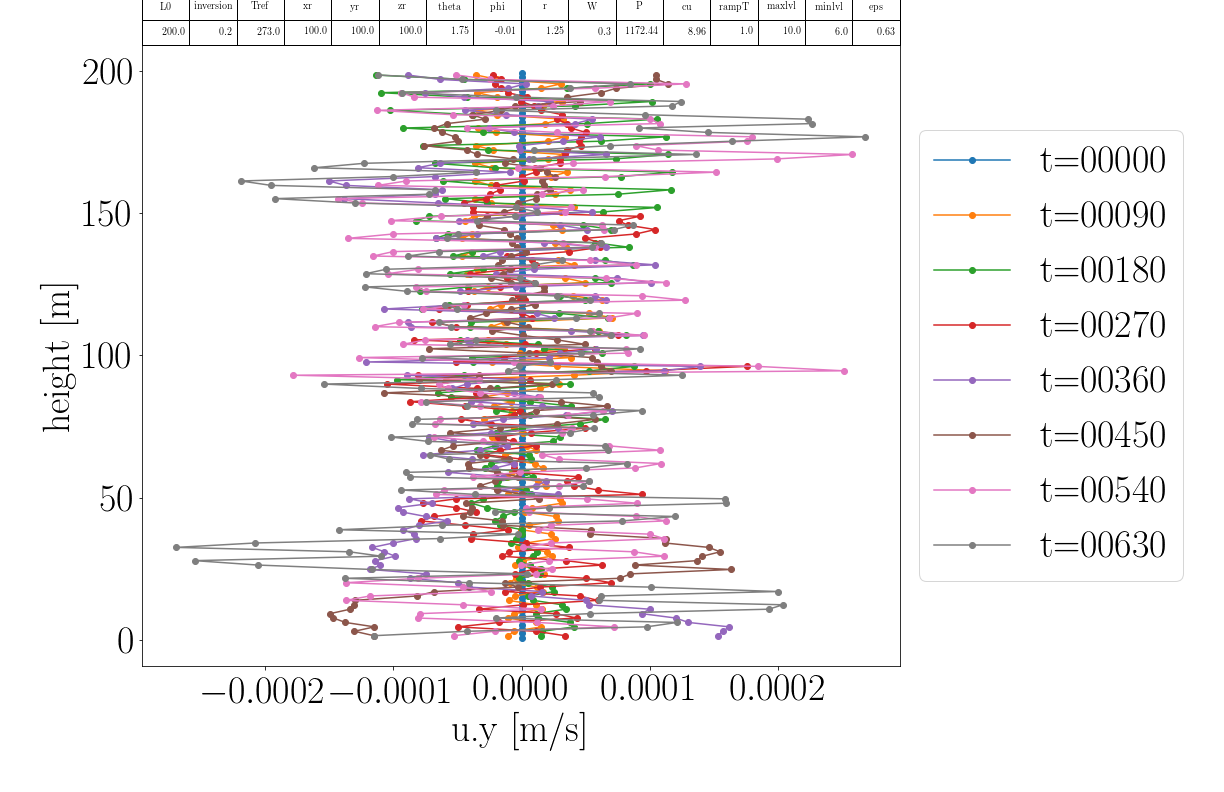 L0 inversion Tref xr yr zr theta phi r W P cu rampT maxlvl minlvl eps
200.0 0.2 273.0 100.0 100.0 100.0 1.75 -0.01 1.25 0.3 1172.44 8.96 1.0 10.0 6.0 0.63
200
150
100
50
0
height [m]
−0.0002 −0.0001 0.0000 0.0001 0.0002
u.y [m/s]
t=00000
t=00090
t=00180
t=00270
t=00360
t=00450
t=00540
t=00630